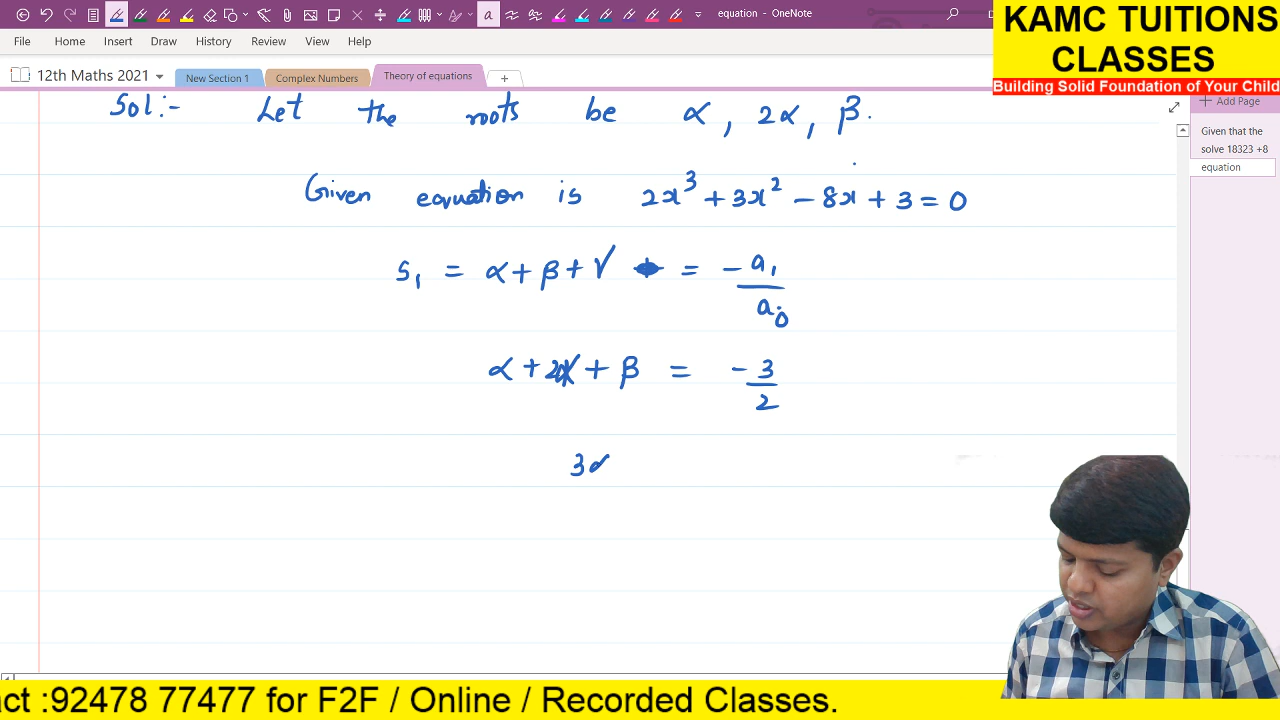 equation - OneNote
KAMC TUITIONS
CLASSES
Building Solid Foundation of Your Child
File Home Insert Draw History Review View Help
12th Maths 2021 New Section 1 Complex Numbers Theory of equations +
Add Page
Given that the
solve 18323 +8
equation
Sol:- Let the roots be α, 2α, β.
Given equation is 2x³ + 3x² - 8x + 3 = 0
S₁ = α + β + γ = -a₁/a₀
α + 2α + β = -3/2
3α
act :92478 77477 for F2F / Online / Recorded Classes.